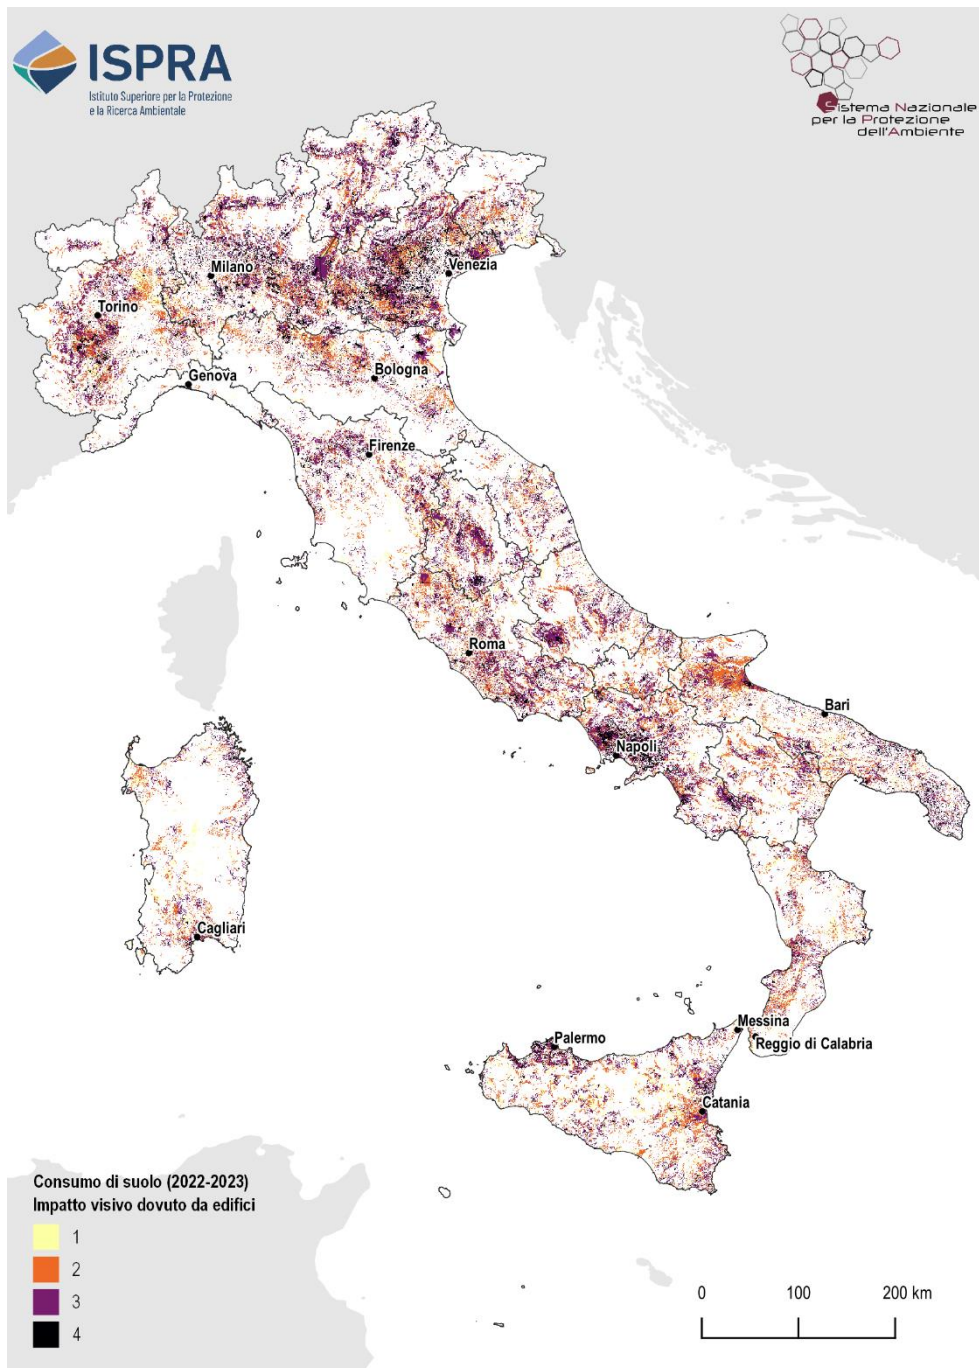 ISPRA
Istituto Superiore per la Protezione
e la Ricerca Ambientale
Sistema Nazionale
per la Protezione
dell'Ambiente
Milano
Venezia
Torino
Genova
Bologna
Firenze
Roma
Bari
Napoli
Cagliari
Messina
Palermo
Reggio di Calabria
Catania
Consumo di suolo (2022-2023)
Impatto visivo dovuto da edifici
1
2
3
4
0 100 200 km